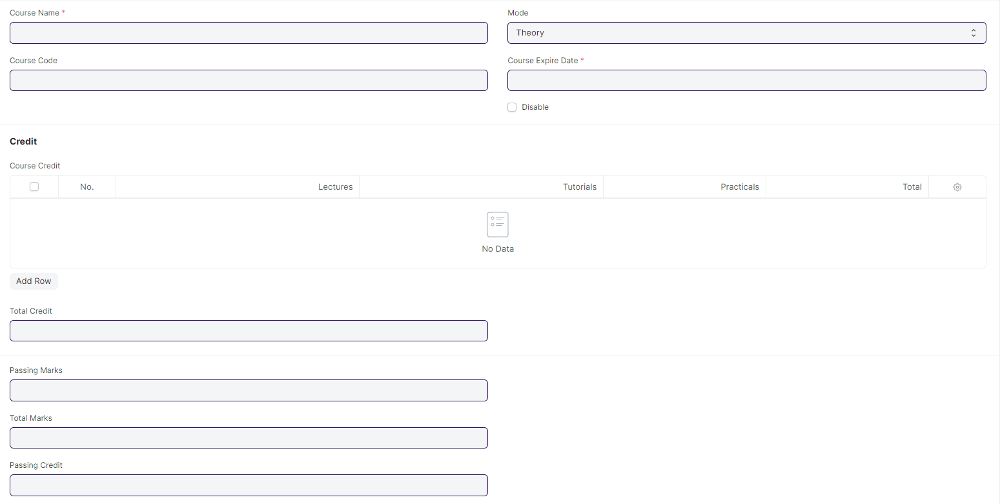 Course Name *
Mode
Theory
Course Code
Course Expire Date *
Disable
Credit
Course Credit
No. Lectures Tutorials Practicals Total
No Data
Add Row
Total Credit
Passing Marks
Total Marks
Passing Credit